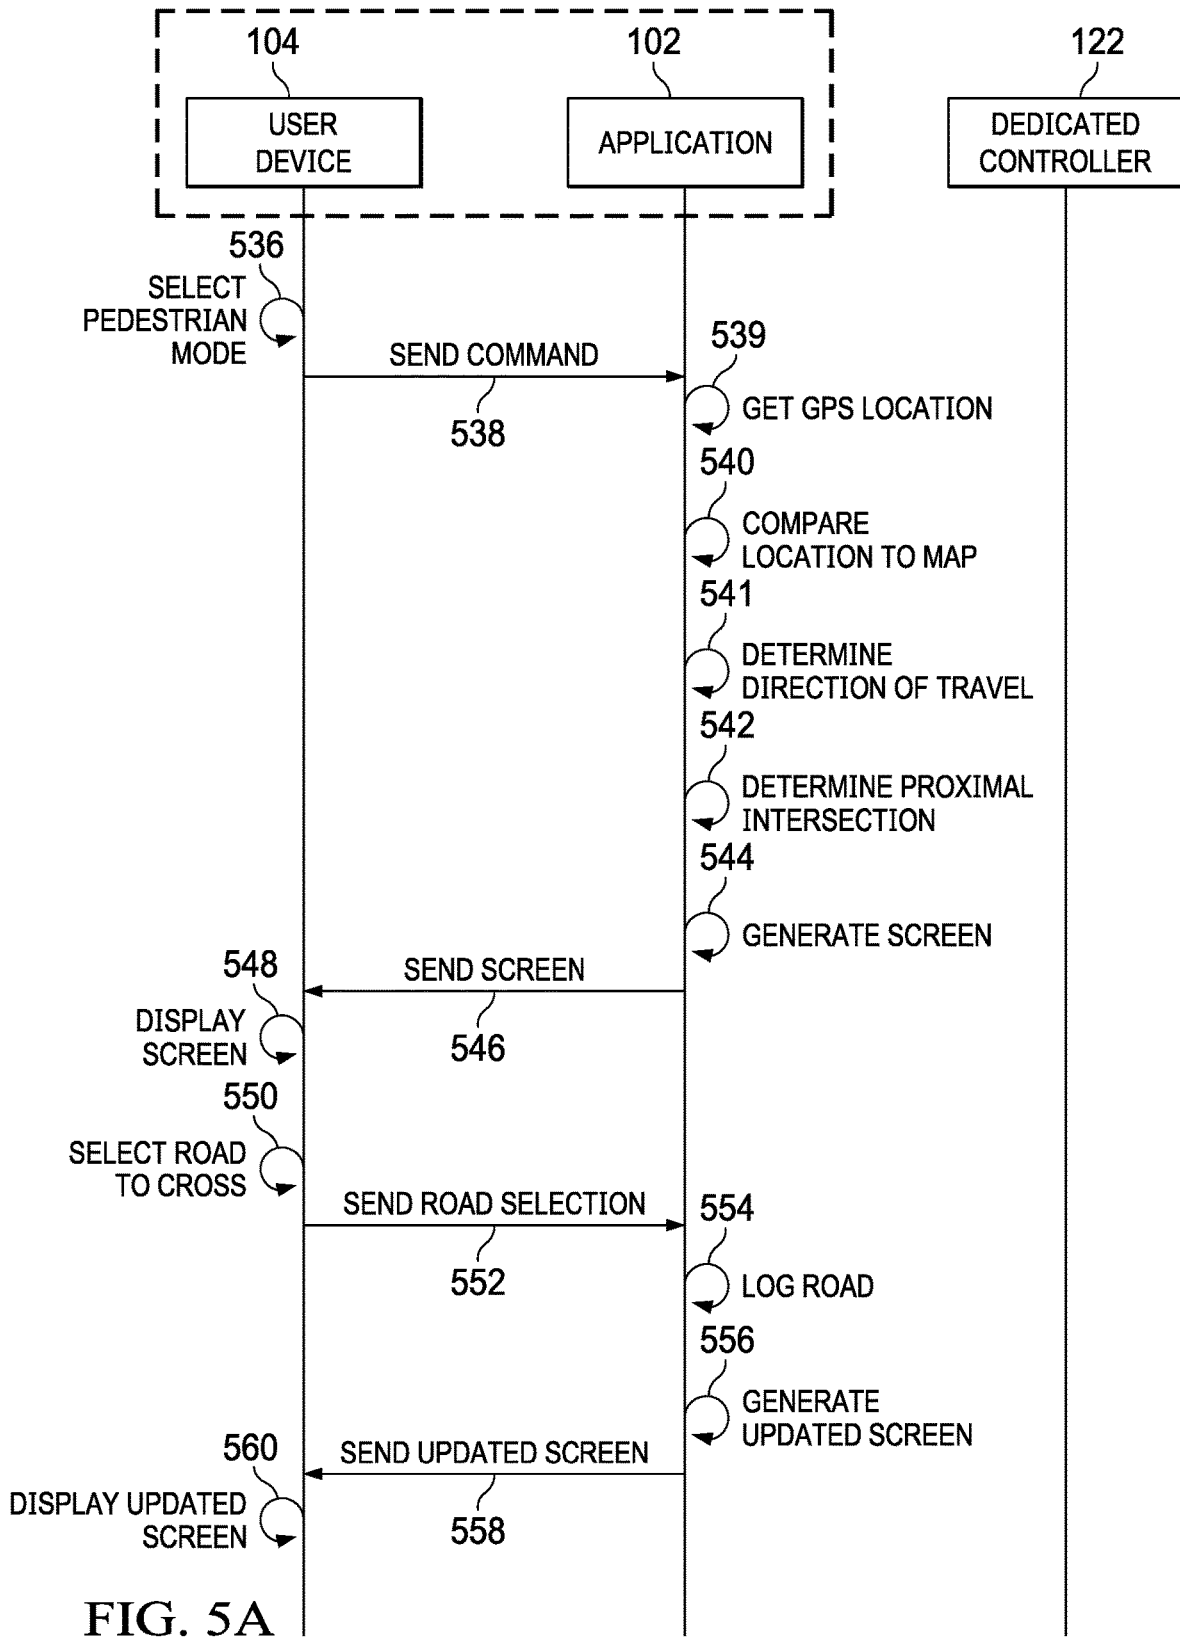 104
102
122
USER
DEVICE
APPLICATION
DEDICATED
CONTROLLER
536
SELECT
PEDESTRIAN
MODE
SEND COMMAND
538
539
GET GPS LOCATION
540
COMPARE
LOCATION TO MAP
541
DETERMINE
DIRECTION OF TRAVEL
542
DETERMINE PROXIMAL
INTERSECTION
544
GENERATE SCREEN
SEND SCREEN
546
548
DISPLAY
SCREEN
550
SELECT ROAD
TO CROSS
SEND ROAD SELECTION
552
554
LOG ROAD
556
GENERATE
UPDATED SCREEN
SEND UPDATED SCREEN
558
560
DISPLAY UPDATED
SCREEN
FIG. 5A